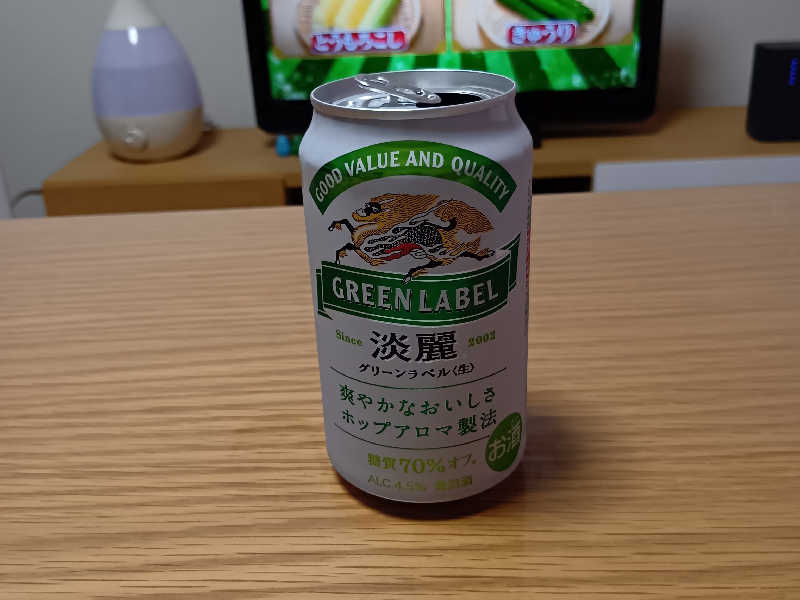 とうもろこし
きゅうり
GOOD VALUE AND QUALITY
GREEN LABEL
Since 淡麗 2002
グリーンラベル〈生〉
爽やかなおいしさ
ホップアロマ製法
お酒
糖質70%オフ。
ALC.4.5% 発泡酒